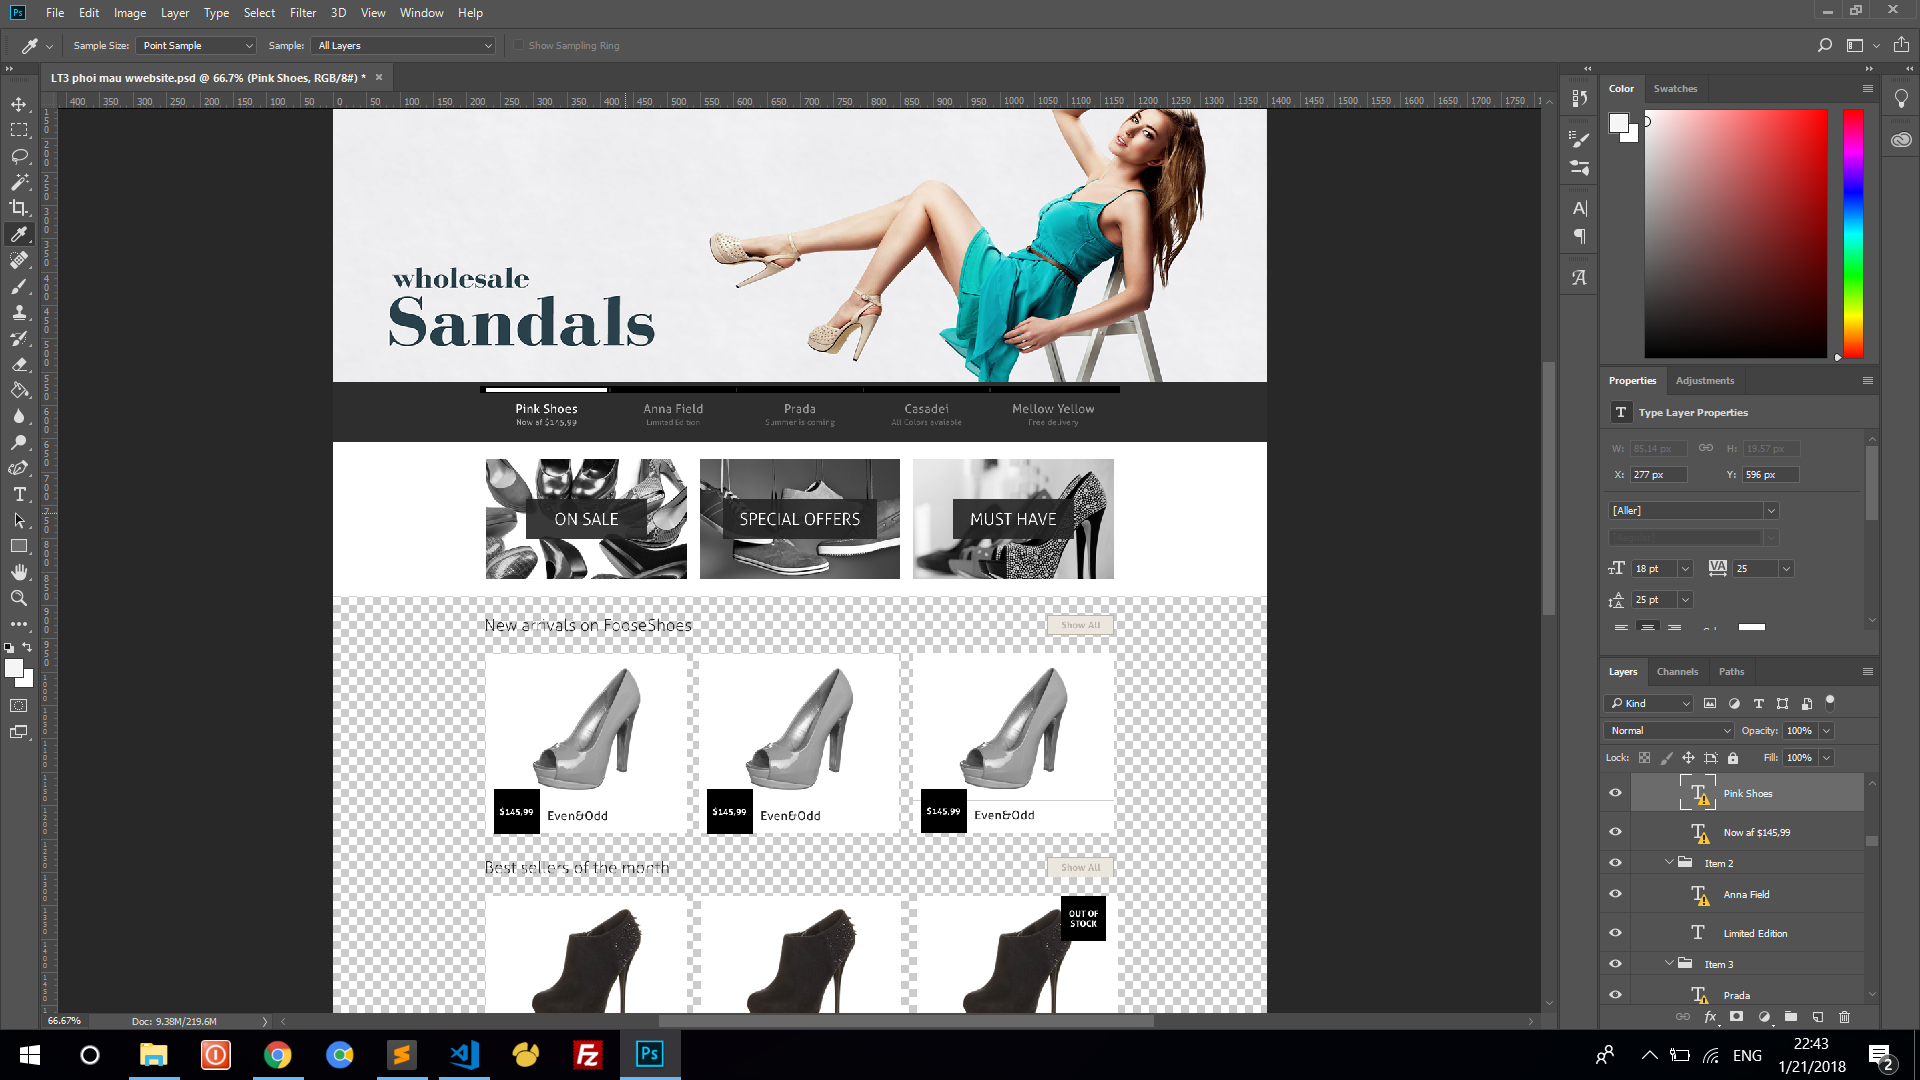 Ps File Edit Image Layer Type Select Filter 3D View Window Help
Sample Size: Point Sample Sample: All Layers Show Sampling Ring
LT3 phoi mau wwebsite.psd @ 66.7% (Pink Shoes, RGB/8#) * ×
400 350 300 250 200 150 100 50 0 50 100 150 200 250 300 350 400 450 500 550 600 650 700 750 800 850 900 950 1000 1050 1100 1150 1200 1250 1300 1350 1400 1450 1500 1550 1600 1650 1700 1750
wholesale
Sandals
Pink Shoes Anna Field Prada Casadei Mellow Yellow
Now af $145,99 Limited Edition Summer is coming All Colors avaiable Free delivery
ON SALE SPECIAL OFFERS MUST HAVE
New arrivals on FooseShoes Show All
$145,99 Even&Odd $145,99 Even&Odd $145,99 Even&Odd
Best sellers of the month Show All
OUT OF
STOCK
66.67% Doc: 9.38M/219.6M
Color Swatches
Properties Adjustments
T Type Layer Properties
W: 85.14 px H: 19.57 px
X: 277 px Y: 596 px
[Aller]
18 pt VA 25
25 pt
Layers Channels Paths
Kind
Normal Opacity: 100%
Lock: Fill: 100%
Pink Shoes
Now af $145,99
Item 2
Anna Field
Limited Edition
Item 3
Prada
fx
Ps ENG 22:43
1/21/2018 2